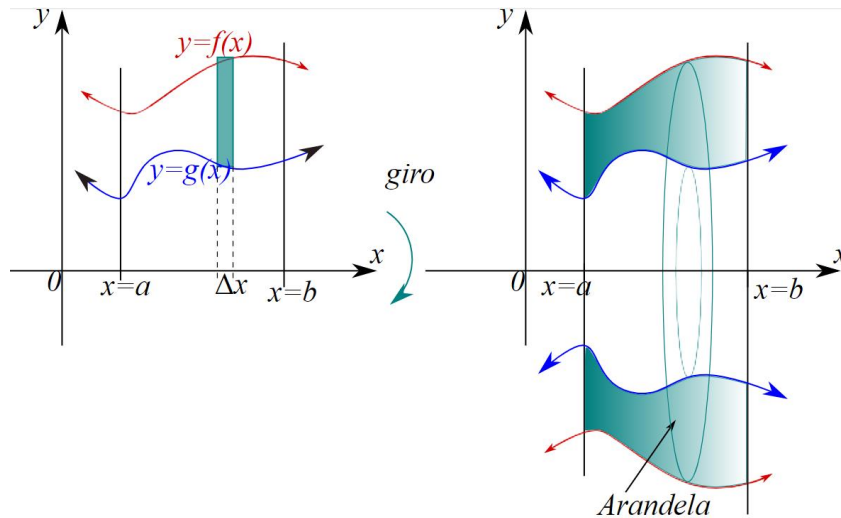 y
y=f(x)
y=g(x)
0
x=a
Δx
x=b
x
giro
y
0
x=a
x=b
x
Arandela